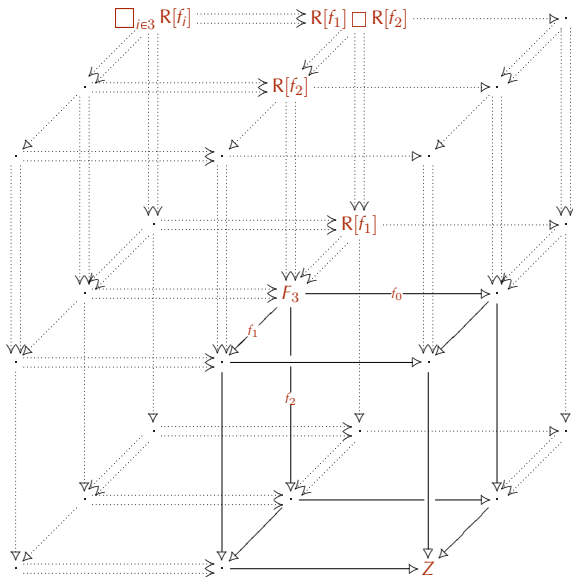 □_{i∈3} R[f_i] R[f_1] □ R[f_2]
R[f_2]
R[f_1]
F_3 f_0
f_1
f_2
Z